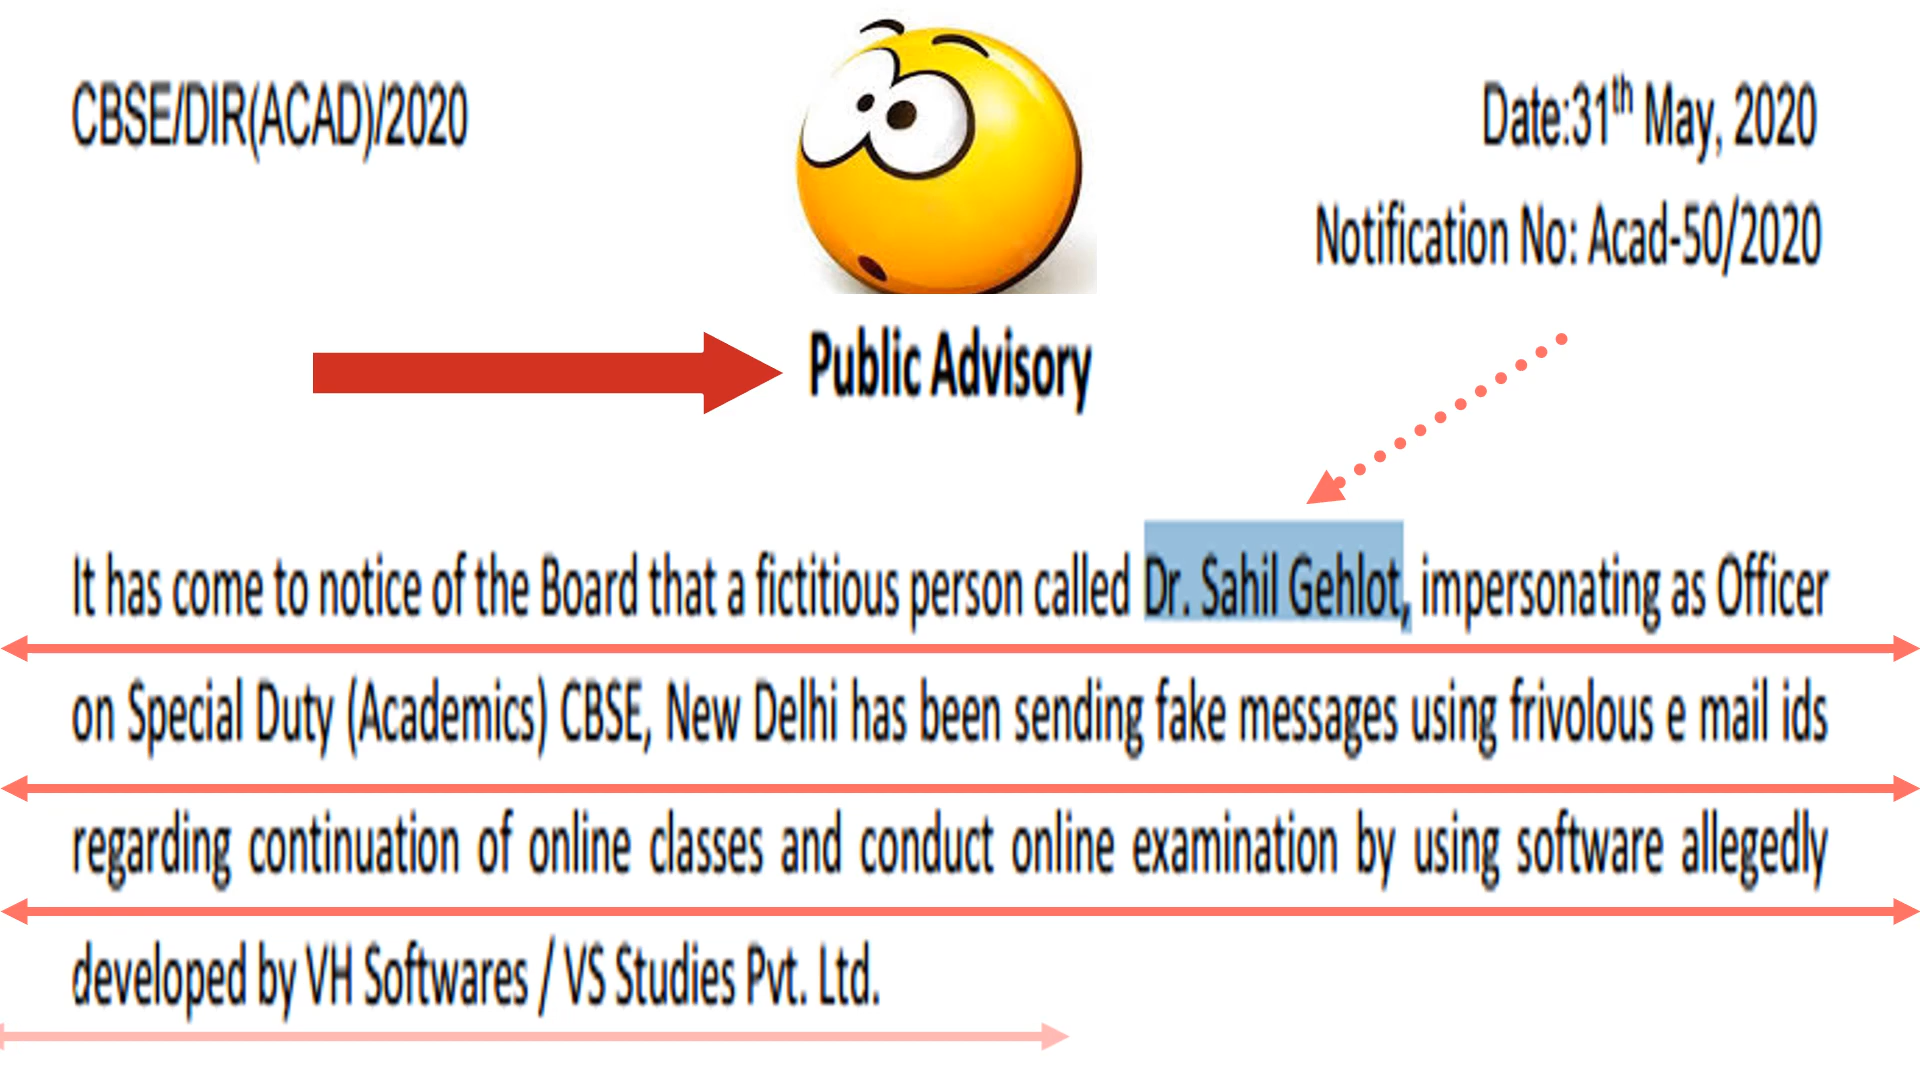 CBSE/DIR(ACAD)/2020
Date:31th May, 2020
Notification No: Acad-50/2020
Public Advisory
It has come to notice of the Board that a fictitious person called Dr. Sahil Gehlot, impersonating as Officer
on Special Duty (Academics) CBSE, New Delhi has been sending fake messages using frivolous e mail ids
regarding continuation of online classes and conduct online examination by using software allegedly
developed by VH Softwares / VS Studies Pvt. Ltd.